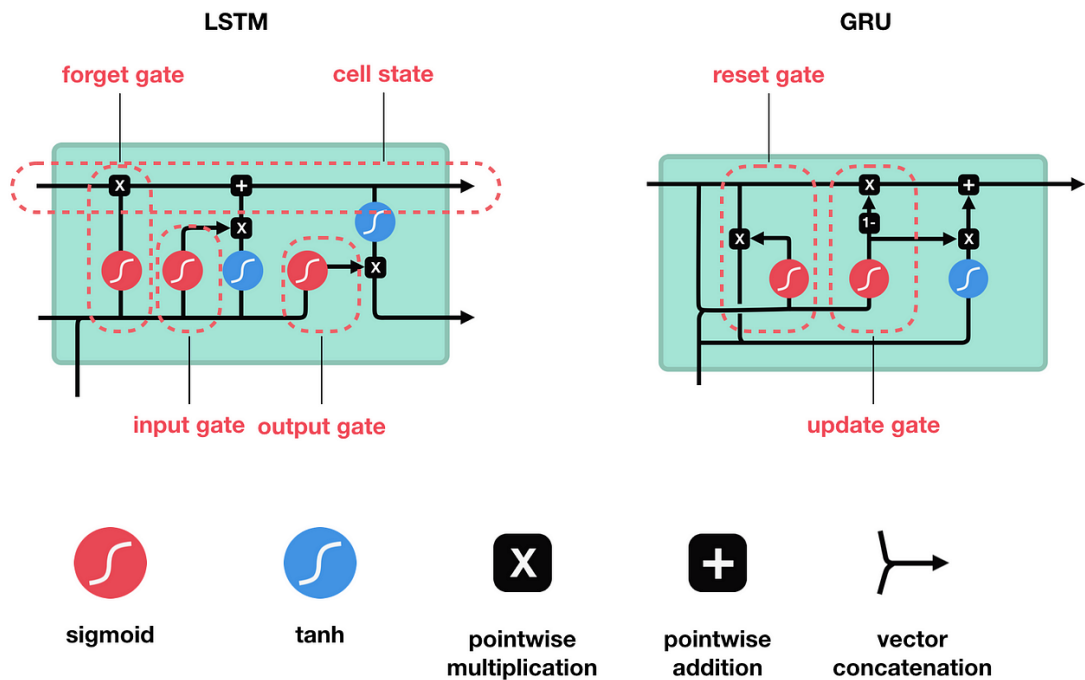 LSTM
GRU
forget gate
cell state
reset gate
X
+
X
+
X
1-
X
X
X
input gate
output gate
update gate
X
+
sigmoid
tanh
pointwise
multiplication
pointwise
addition
vector
concatenation